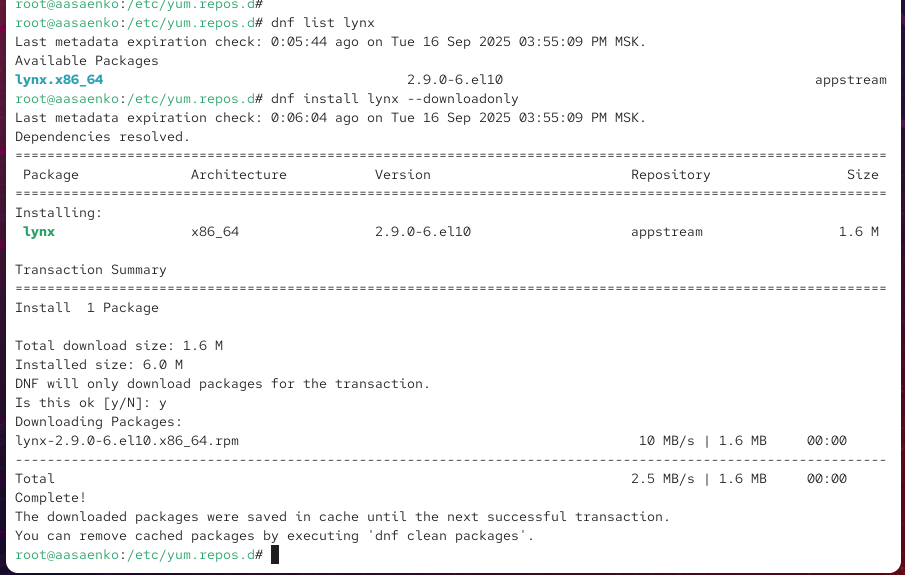 root@aasaenko:/etc/yum.repos.d#
root@aasaenko:/etc/yum.repos.d# dnf list lynx
Last metadata expiration check: 0:05:44 ago on Tue 16 Sep 2025 03:55:09 PM MSK.
Available Packages
lynx.x86_64 2.9.0-6.el10 appstream
root@aasaenko:/etc/yum.repos.d# dnf install lynx --downloadonly
Last metadata expiration check: 0:06:04 ago on Tue 16 Sep 2025 03:55:09 PM MSK.
Dependencies resolved.
=============================================================================================================
Package Architecture Version Repository Size
=============================================================================================================
Installing:
lynx x86_64 2.9.0-6.el10 appstream 1.6 M
Transaction Summary
=============================================================================================================
Install  1 Package
Total download size: 1.6 M
Installed size: 6.0 M
DNF will only download packages for the transaction.
Is this ok [y/N]: y
Downloading Packages:
lynx-2.9.0-6.el10.x86_64.rpm 10 MB/s | 1.6 MB 00:00
-------------------------------------------------------------------------------------------------------------
Total 2.5 MB/s | 1.6 MB 00:00
Complete!
The downloaded packages were saved in cache until the next successful transaction.
You can remove cached packages by executing 'dnf clean packages'.
root@aasaenko:/etc/yum.repos.d#